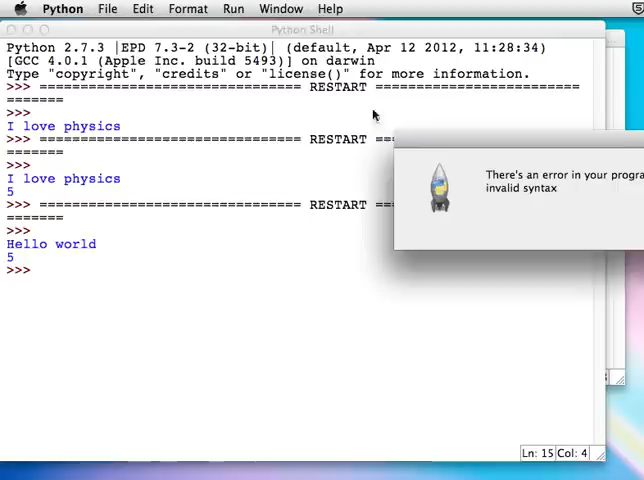 Python File Edit Format Run Window Help
Python Shell
Python 2.7.3 |EPD 7.3-2 (32-bit)| (default, Apr 12 2012, 11:28:34)
[GCC 4.0.1 (Apple Inc. build 5493)] on darwin
Type "copyright", "credits" or "license()" for more information.
>>> ================================ RESTART ================================
>>>
I love physics
>>> ================================ RESTART ==
=======
>>>
I love physics
5
>>> ================================ RESTART ==
=======
>>>
Hello world
5
>>>
There's an error in your progra
invalid syntax
Ln: 15 Col: 4